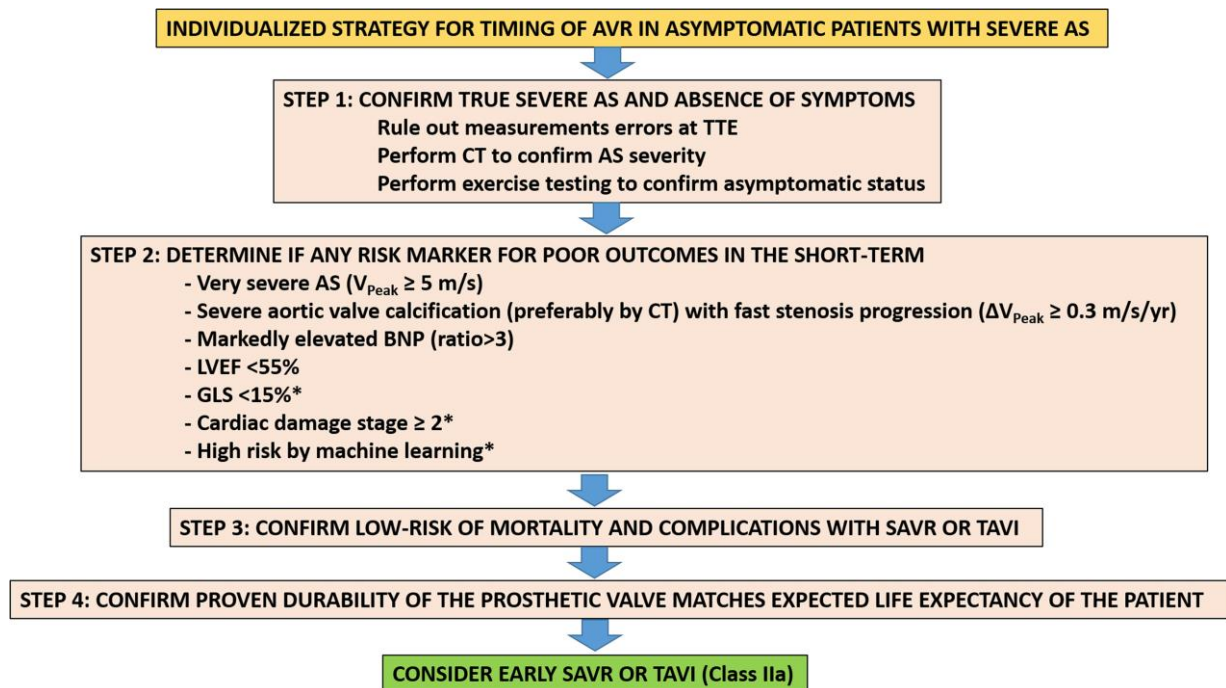 INDIVIDUALIZED STRATEGY FOR TIMING OF AVR IN ASYMPTOMATIC PATIENTS WITH SEVERE AS
STEP 1: CONFIRM TRUE SEVERE AS AND ABSENCE OF SYMPTOMS
Rule out measurements errors at TTE
Perform CT to confirm AS severity
Perform exercise testing to confirm asymptomatic status
STEP 2: DETERMINE IF ANY RISK MARKER FOR POOR OUTCOMES IN THE SHORT-TERM
- Very severe AS (VPeak ≥ 5 m/s)
- Severe aortic valve calcification (preferably by CT) with fast stenosis progression (ΔVPeak ≥ 0.3 m/s/yr)
- Markedly elevated BNP (ratio>3)
- LVEF <55%
- GLS <15%*
- Cardiac damage stage ≥ 2*
- High risk by machine learning*
STEP 3: CONFIRM LOW-RISK OF MORTALITY AND COMPLICATIONS WITH SAVR OR TAVI
STEP 4: CONFIRM PROVEN DURABILITY OF THE PROSTHETIC VALVE MATCHES EXPECTED LIFE EXPECTANCY OF THE PATIENT
CONSIDER EARLY SAVR OR TAVI (Class IIa)